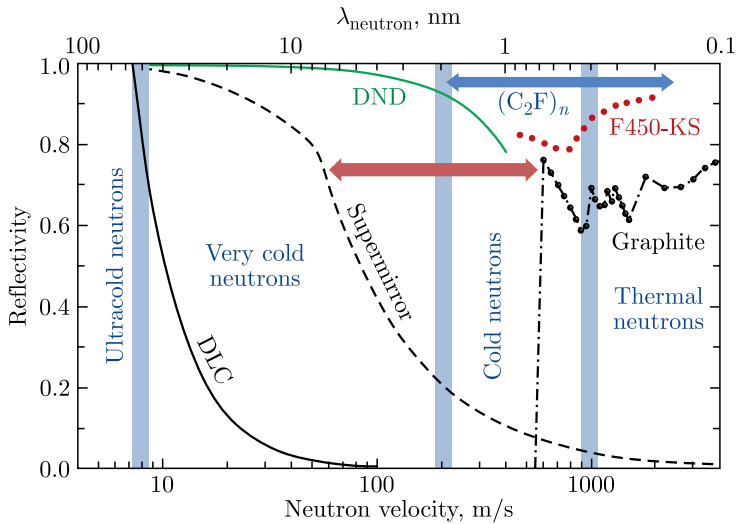 λneutron, nm
100
10
1
0.1
1.0
0.8
0.6
0.4
0.2
0.0
Reflectivity
DND
(C₂F)ₙ
F450-KS
Supermirror
Graphite
Ultracold neutrons
Very cold
neutrons
Cold neutrons
Thermal
neutrons
DLC
10
100
1000
Neutron velocity, m/s